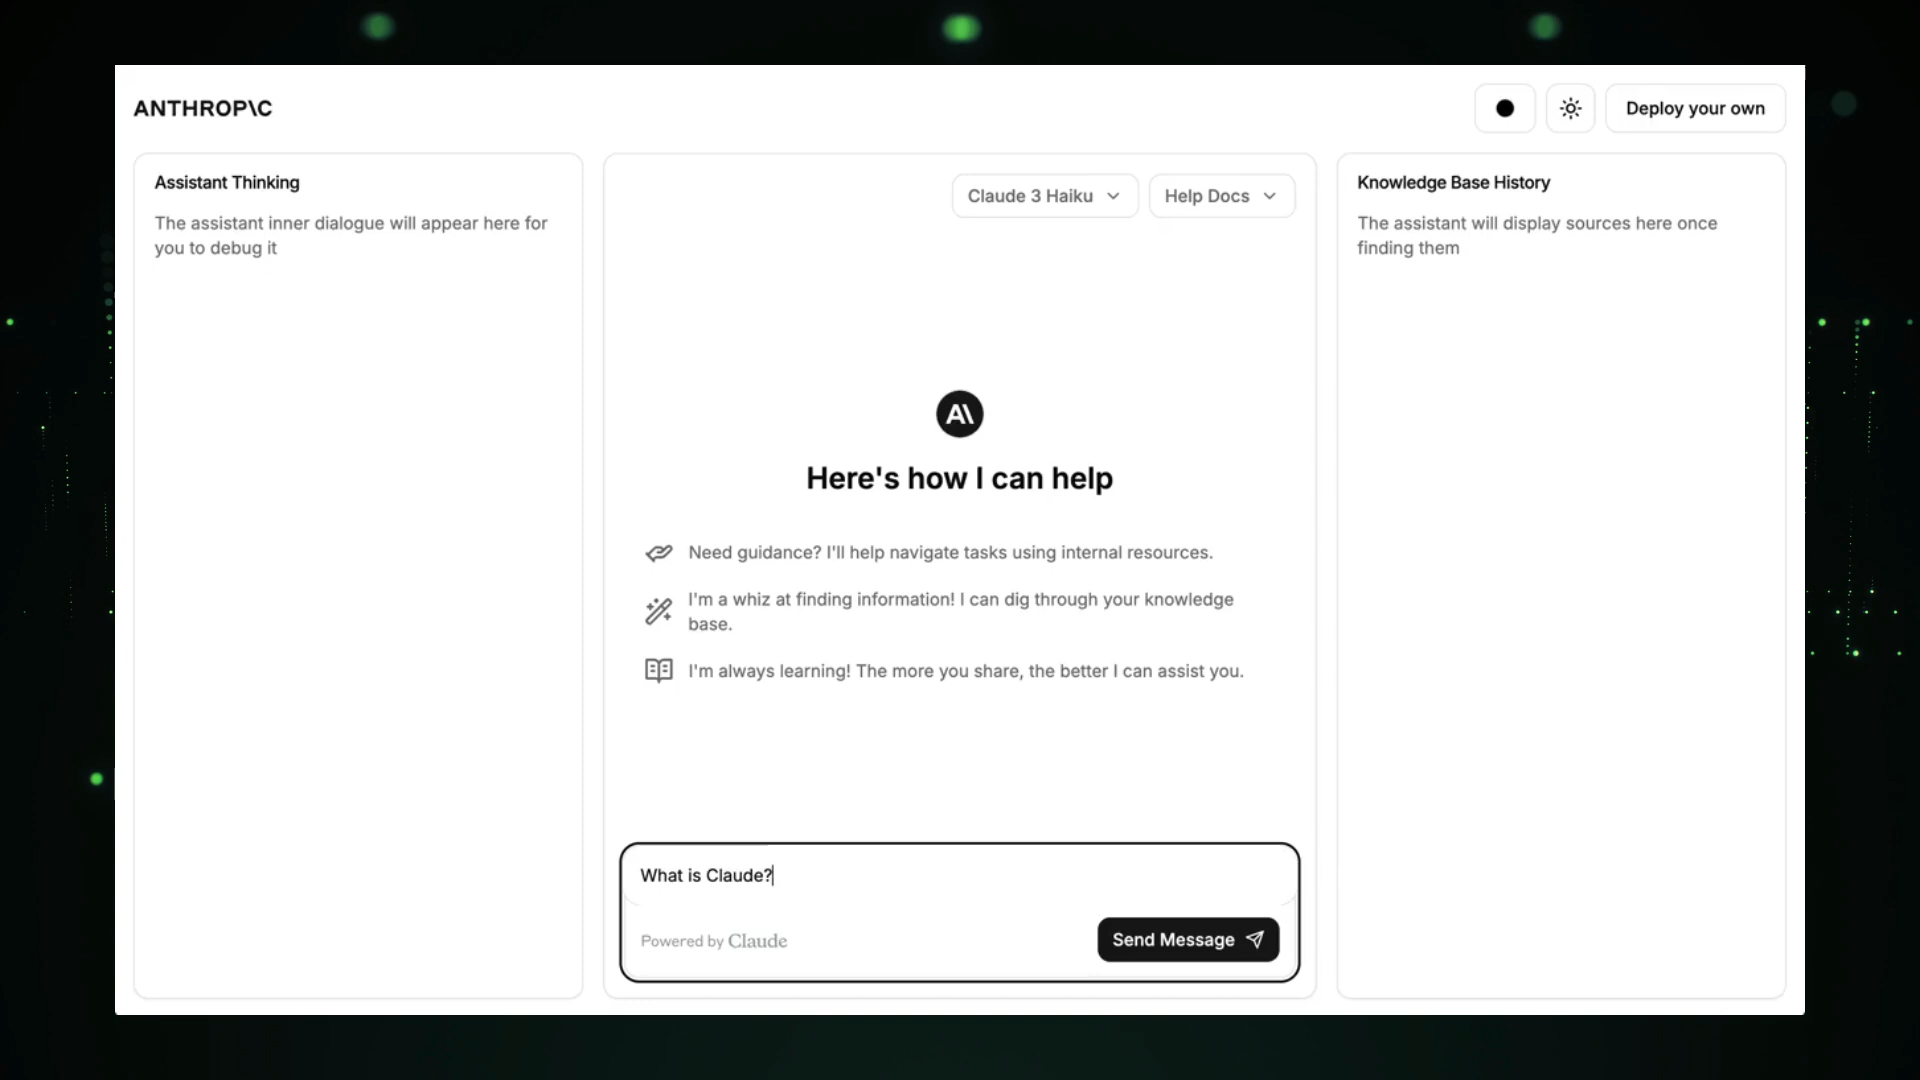 ANTHROP\C
Deploy your own
Assistant Thinking
The assistant inner dialogue will appear here for
you to debug it
Claude 3 Haiku
Help Docs
A\
Here's how I can help
Need guidance? I'll help navigate tasks using internal resources.
I'm a whiz at finding information! I can dig through your knowledge
base.
I'm always learning! The more you share, the better I can assist you.
What is Claude?
Powered by Claude
Send Message
Knowledge Base History
The assistant will display sources here once
finding them